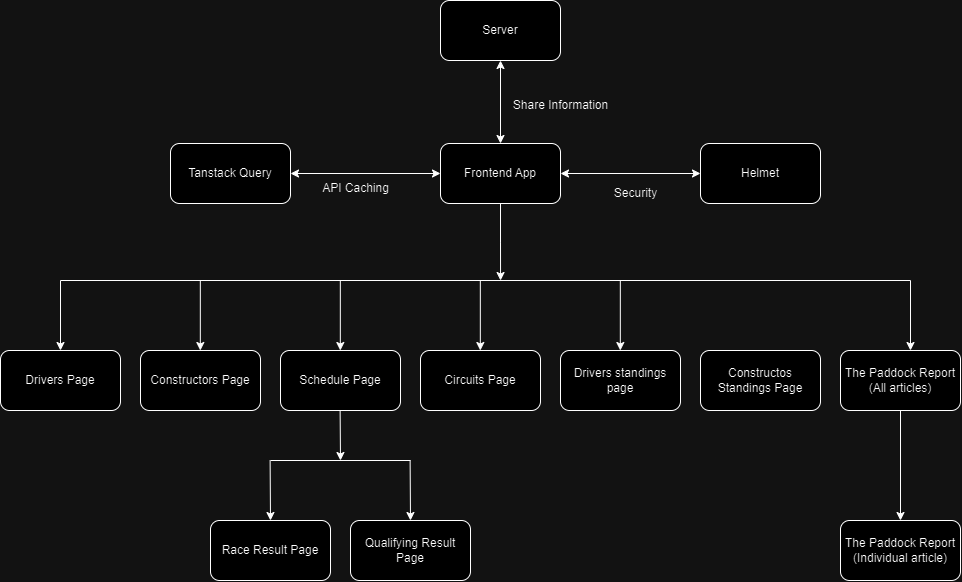 Server
Share Information
Tanstack Query
API Caching
Frontend App
Security
Helmet
Drivers Page
Constructors Page
Schedule Page
Circuits Page
Drivers standings
page
Constructos
Standings Page
The Paddock Report
(All articles)
Race Result Page
Qualifying Result
Page
The Paddock Report
(Individual article)